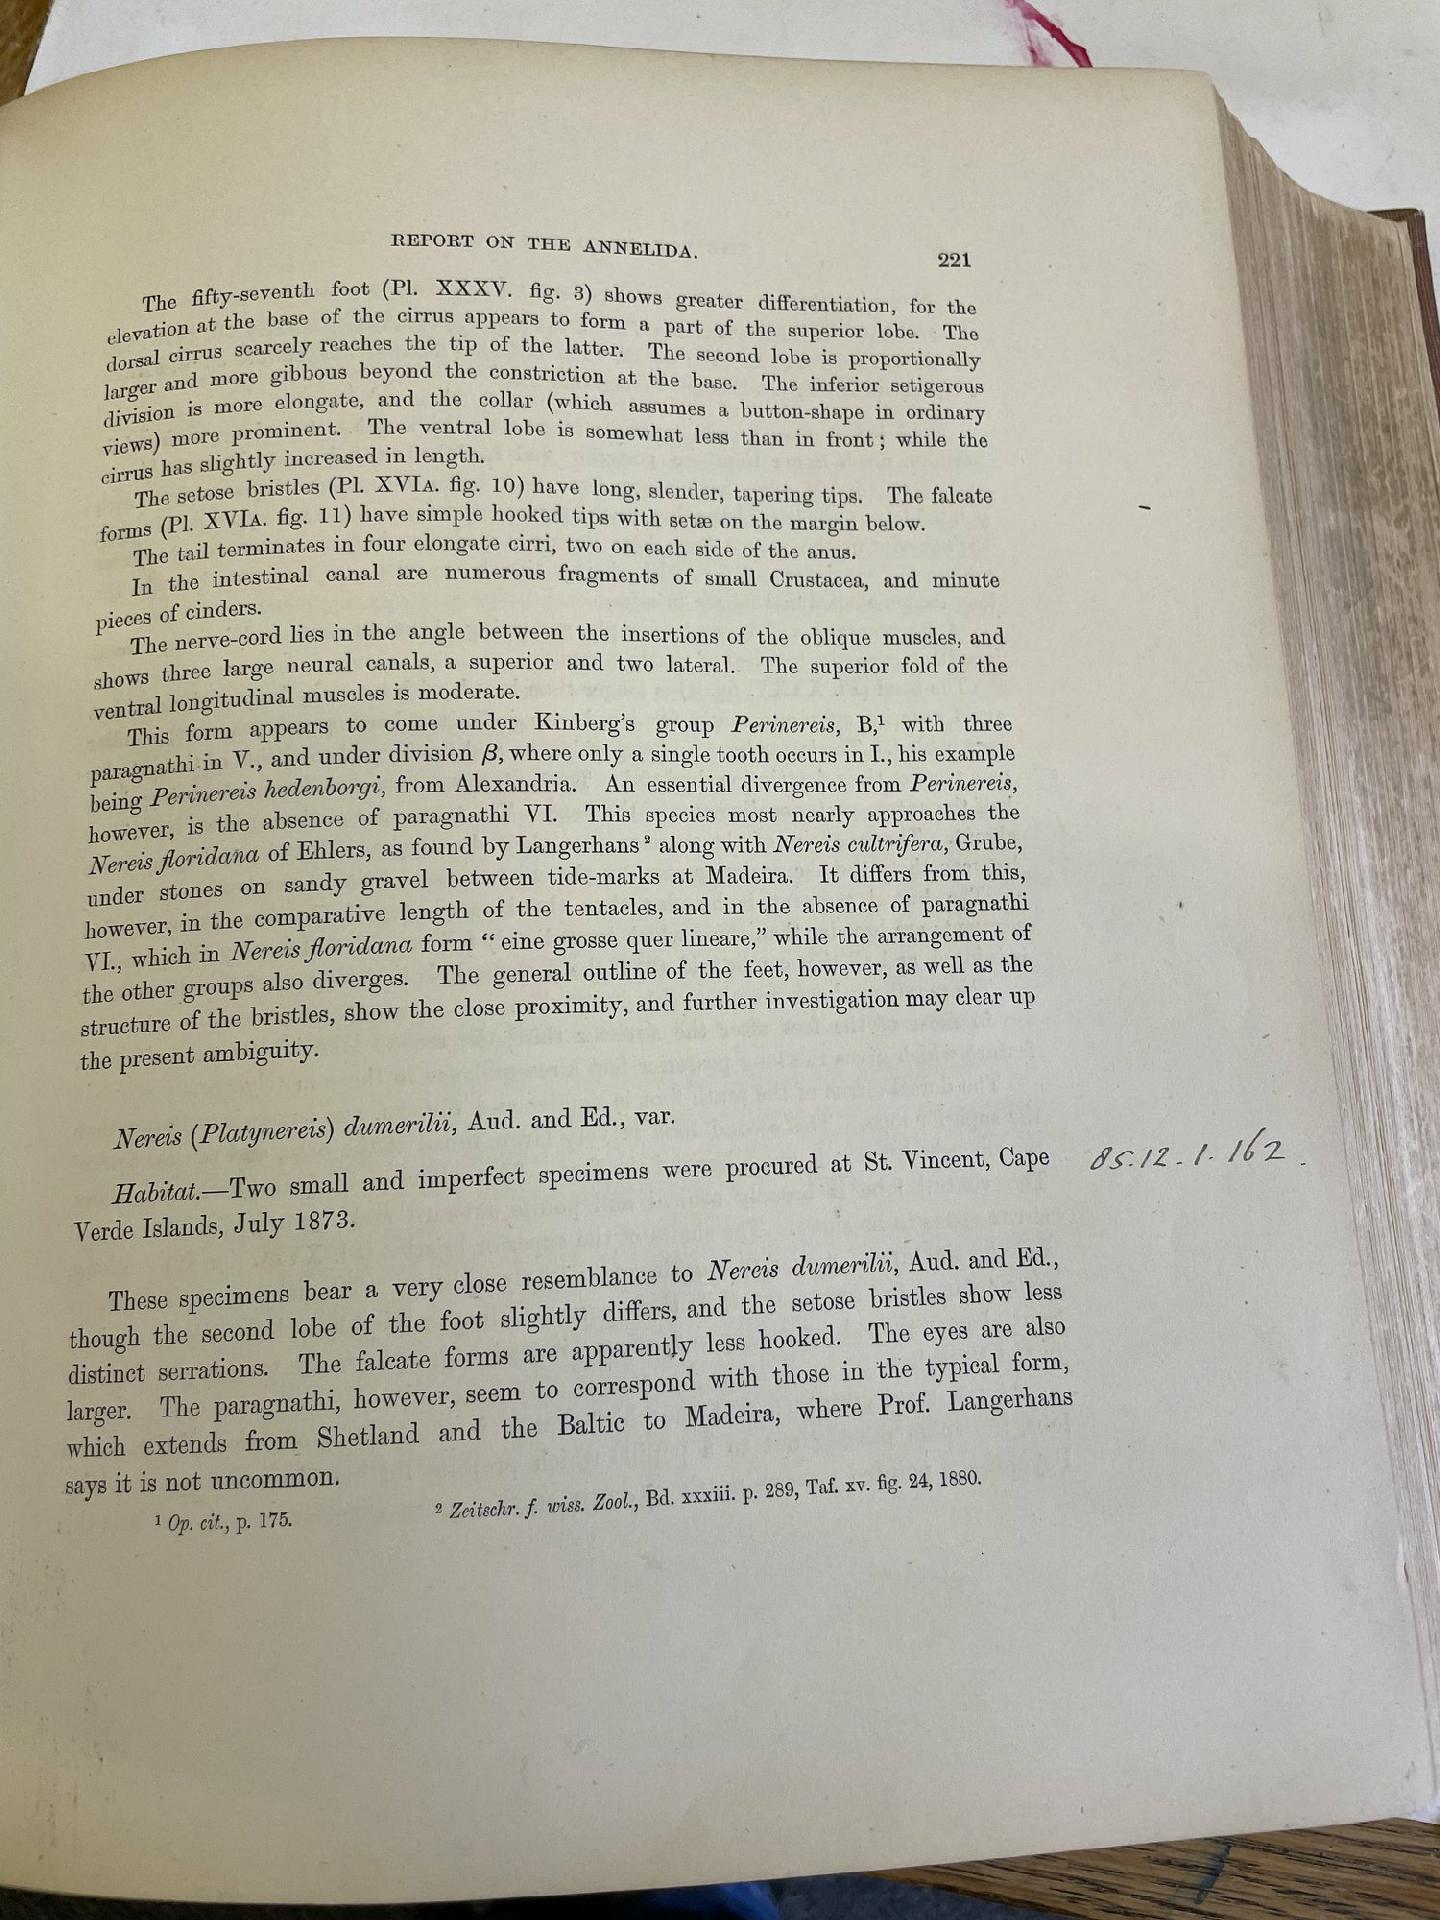 REPORT ON THE ANNELIDA.
221
The fifty-seventh foot (Pl. XXXV. fig. 3) shows greater differentiation, for the
elevation at the base of the cirrus appears to form a part of the superior lobe. The
dorsal cirrus scarcely reaches the tip of the latter. The second lobe is proportionally
larger and more gibbous beyond the constriction at the base. The inferior setigerous
division is more elongate, and the collar (which assumes a button-shape in ordinary
views) more prominent. The ventral lobe is somewhat less than in front; while the
cirrus has slightly increased in length.
The setose bristles (Pl. XVIA. fig. 10) have long, slender, tapering tips. The falcate
forms (Pl. XVIA. fig. 11) have simple hooked tips with setæ on the margin below.
The tail terminates in four elongate cirri, two on each side of the anus.
In the intestinal canal are numerous fragments of small Crustacea, and minute
pieces of cinders.
The nerve-cord lies in the angle between the insertions of the oblique muscles, and
shows three large neural canals, a superior and two lateral. The superior fold of the
ventral longitudinal muscles is moderate.
This form appears to come under Kinberg's group Perinereis, B,¹ with three
paragnathi in V., and under division β, where only a single tooth occurs in I., his example
being Perinereis hedenborgi, from Alexandria. An essential divergence from Perinereis,
however, is the absence of paragnathi VI. This species most nearly approaches the
Nereis floridana of Ehlers, as found by Langerhans² along with Nereis cultrifera, Grube,
under stones on sandy gravel between tide-marks at Madeira. It differs from this,
however, in the comparative length of the tentacles, and in the absence of paragnathi
VI., which in Nereis floridana form “eine grosse quer lineare,” while the arrangement of
the other groups also diverges. The general outline of the feet, however, as well as the
structure of the bristles, show the close proximity, and further investigation may clear up
the present ambiguity.
Nereis (Platynereis) dumerilii, Aud. and Ed., var.
Habitat.—Two small and imperfect specimens were procured at St. Vincent, Cape
Verde Islands, July 1873.
85.12.1.162.
These specimens bear a very close resemblance to Nereis dumerilii, Aud. and Ed.,
though the second lobe of the foot slightly differs, and the setose bristles show less
distinct serrations. The falcate forms are apparently less hooked. The eyes are also
larger. The paragnathi, however, seem to correspond with those in the typical form,
which extends from Shetland and the Baltic to Madeira, where Prof. Langerhans
says it is not uncommon.
¹ Op. cit., p. 175.
² Zeitschr. f. wiss. Zool., Bd. xxxiii. p. 289, Taf. xv. fig. 24, 1880.